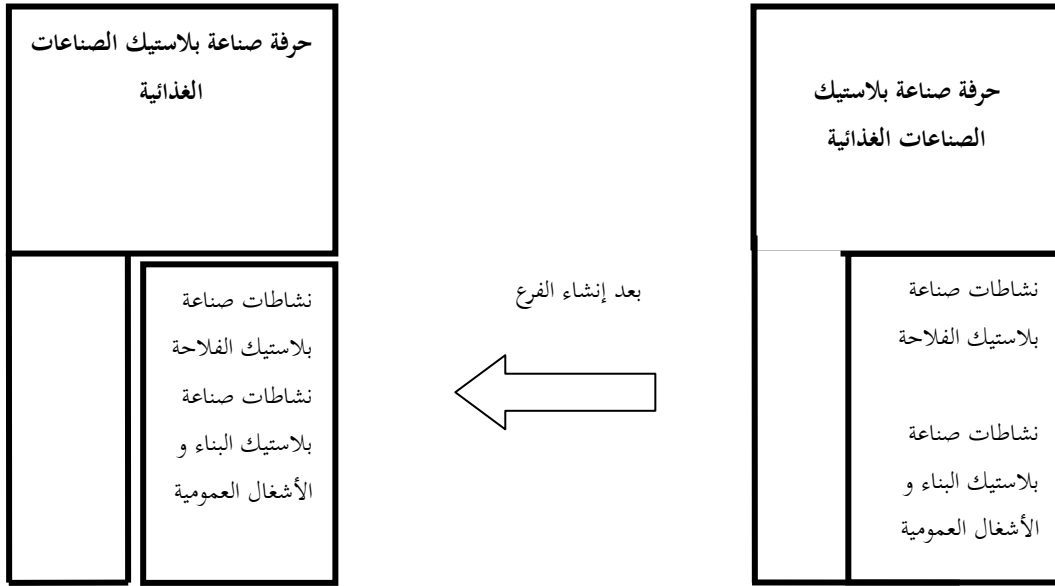 حرفة صناعة بلاستيك
الصناعات الغذائية
نشاطات صناعة
بلاستيك الفلاحة
نشاطات صناعة
بلاستيك البناء و
الأشغال العمومية
بعد إنشاء الفرع
حرفة صناعة بلاستيك الصناعات
الغذائية
نشاطات صناعة
بلاستيك الفلاحة
نشاطات صناعة
بلاستيك البناء و
الأشغال العمومية